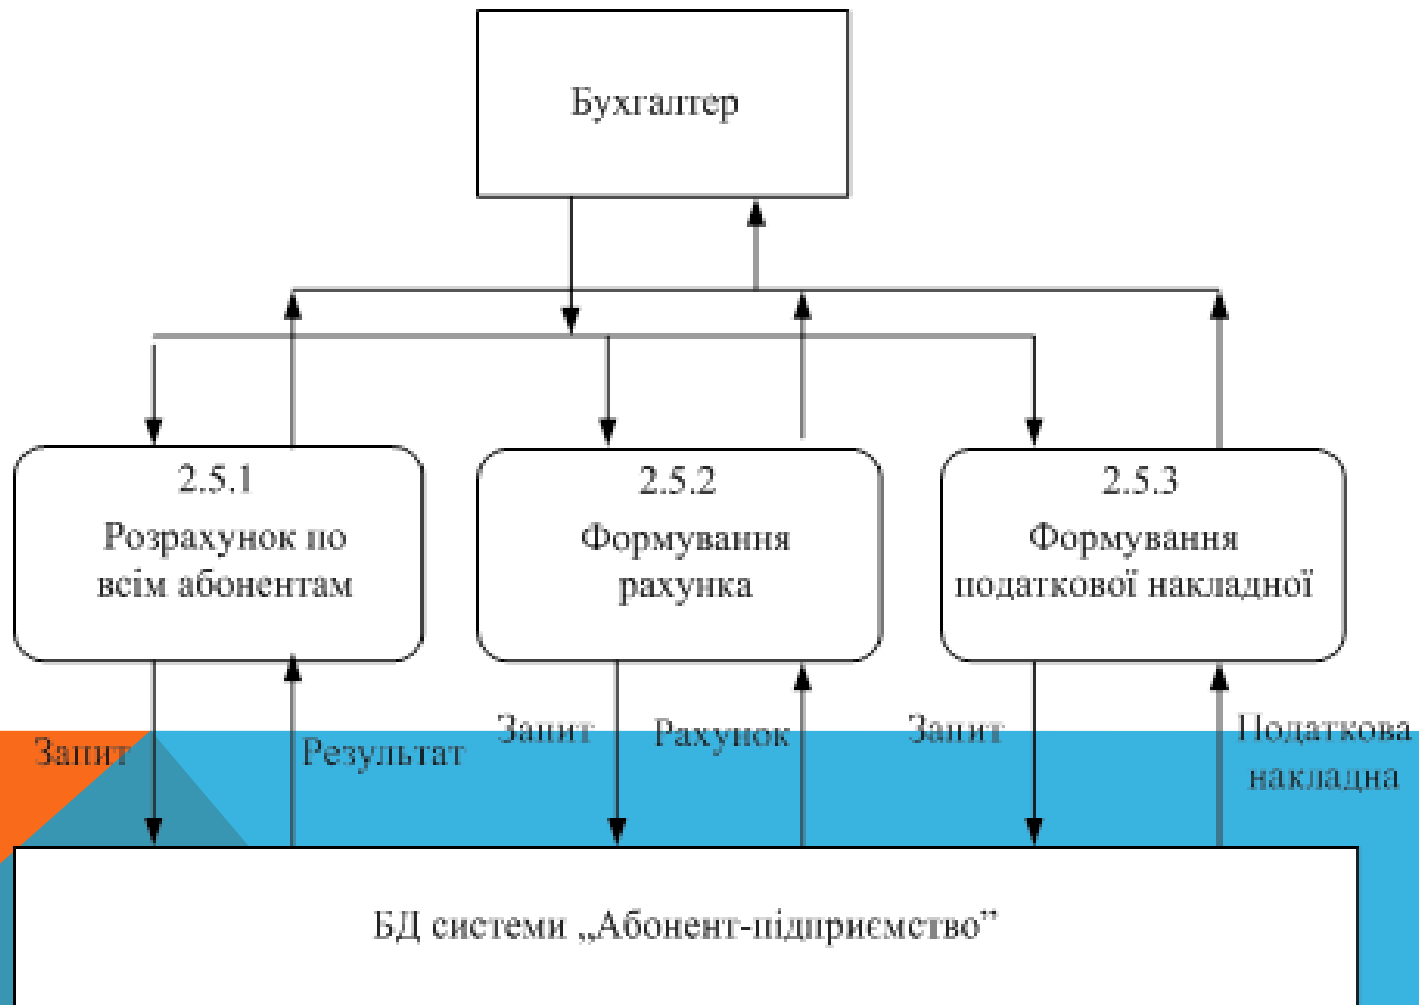 Бухгалтер
2.5.1
Розрахунок по
всім абонентам
2.5.2
Формування
рахунка
2.5.3
Формування
податкової накладної
Запит
Результат
Запит
Рахунок
Запит
Податкова
накладна
БД системи „Абонент-підприємство”